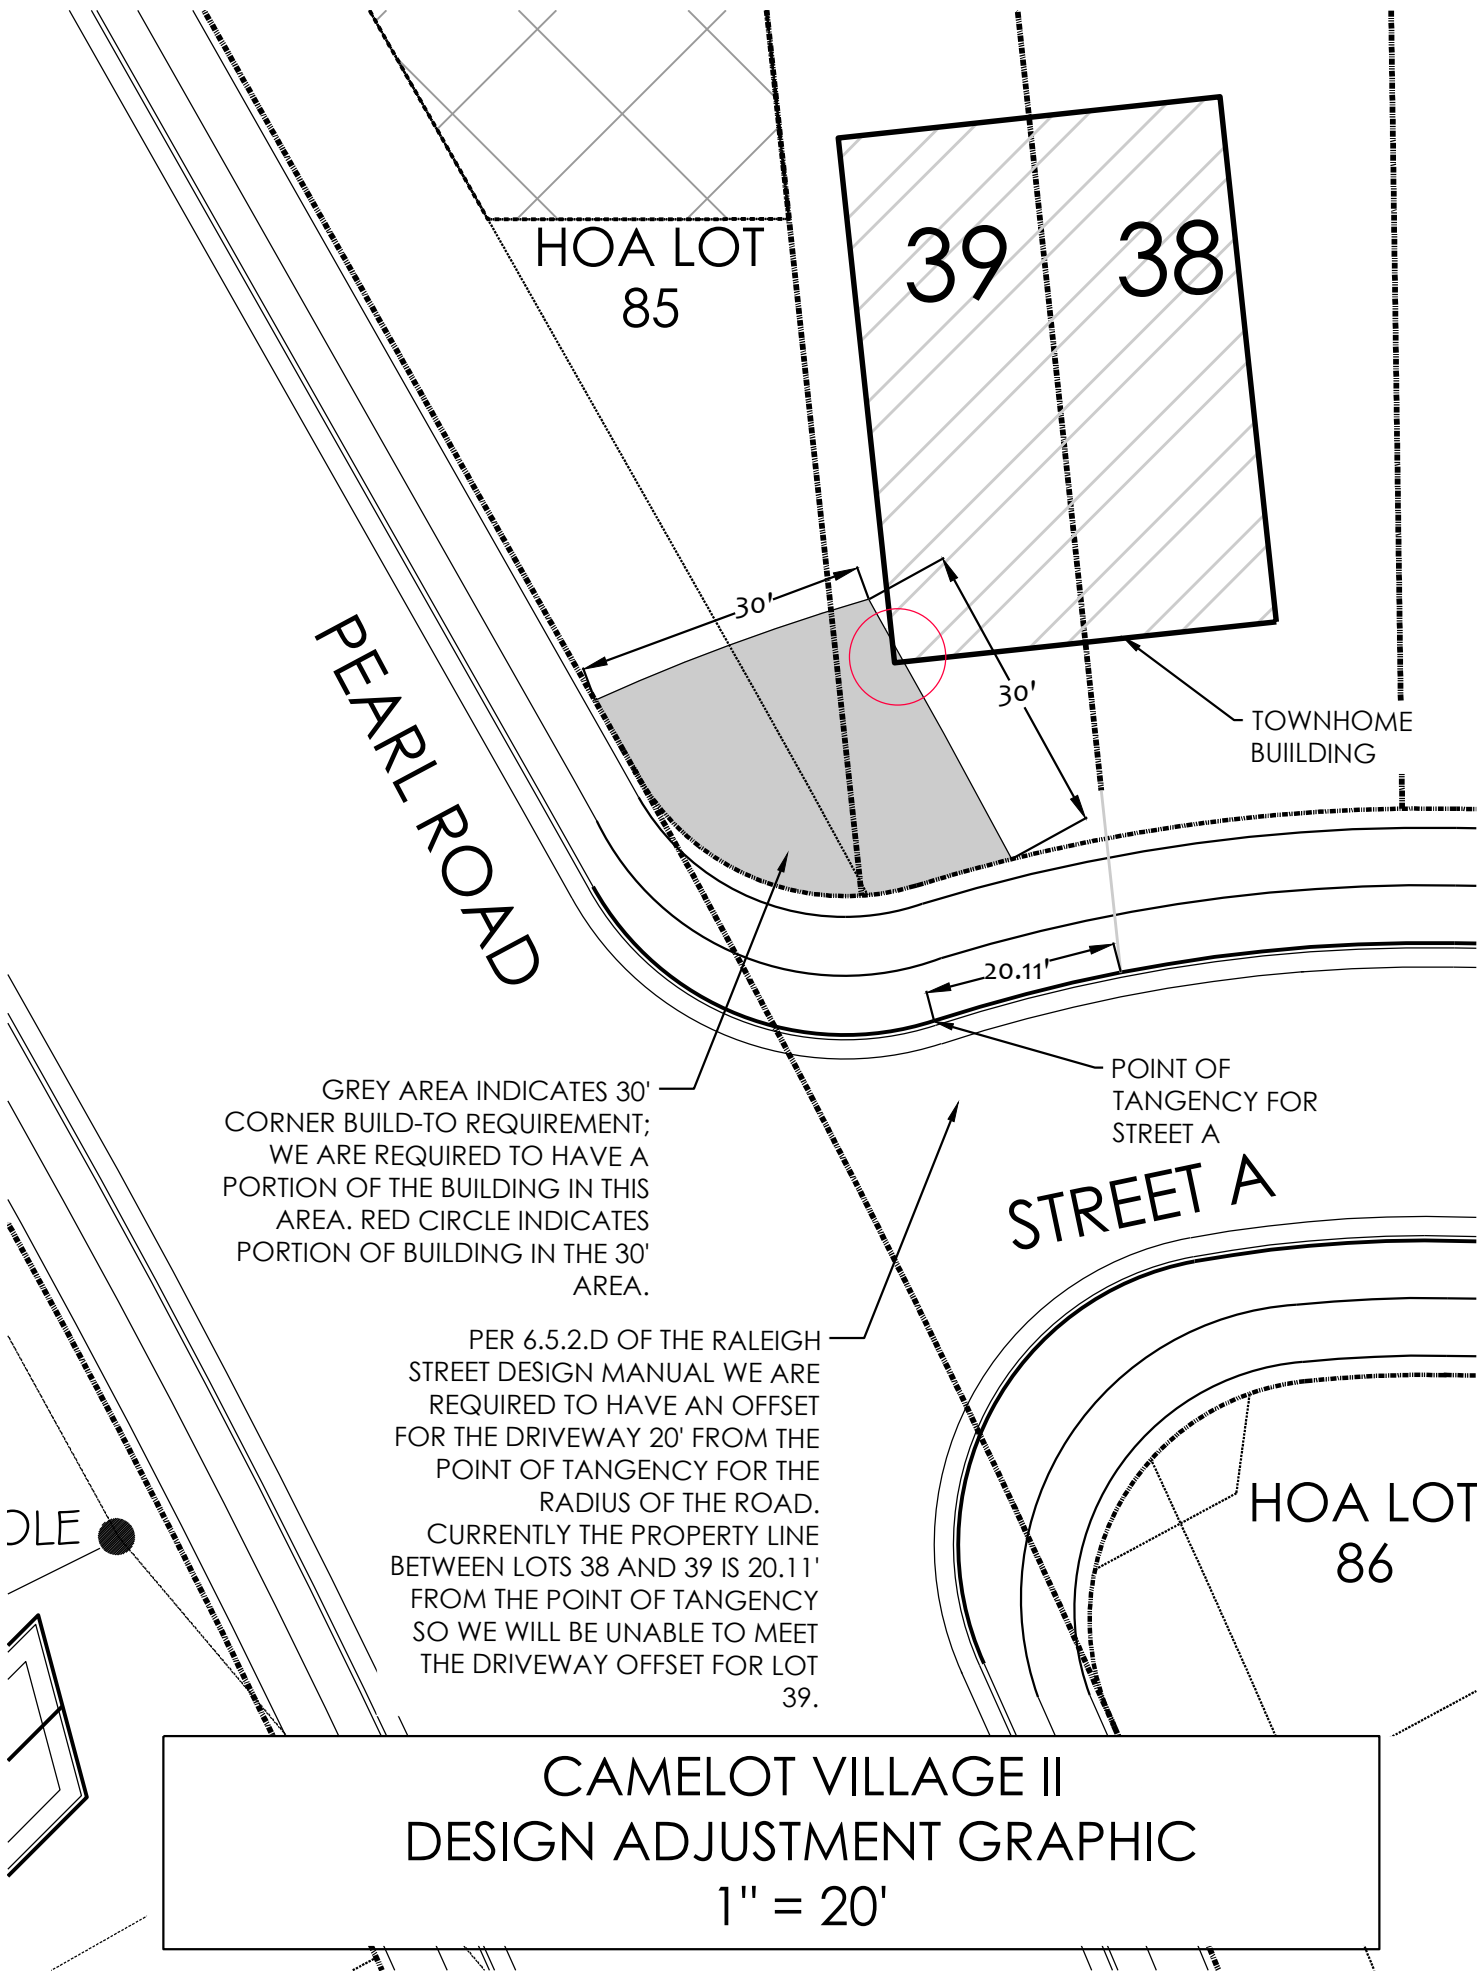 HOA LOT
85
39
38
30'
30'
PEARL ROAD
TOWNHOME
BUIILDING
20.11'
POINT OF
TANGENCY FOR
STREET A
STREET A
GREY AREA INDICATES 30'
CORNER BUILD-TO REQUIREMENT;
WE ARE REQUIRED TO HAVE A
PORTION OF THE BUILDING IN THIS
AREA. RED CIRCLE INDICATES
PORTION OF BUILDING IN THE 30'
AREA.
PER 6.5.2.D OF THE RALEIGH
STREET DESIGN MANUAL WE ARE
REQUIRED TO HAVE AN OFFSET
FOR THE DRIVEWAY 20' FROM THE
POINT OF TANGENCY FOR THE
RADIUS OF THE ROAD.
CURRENTLY THE PROPERTY LINE
BETWEEN LOTS 38 AND 39 IS 20.11'
FROM THE POINT OF TANGENCY
SO WE WILL BE UNABLE TO MEET
THE DRIVEWAY OFFSET FOR LOT
39.
HOA LOT
86
OLE
CAMELOT VILLAGE II
DESIGN ADJUSTMENT GRAPHIC
1" = 20'